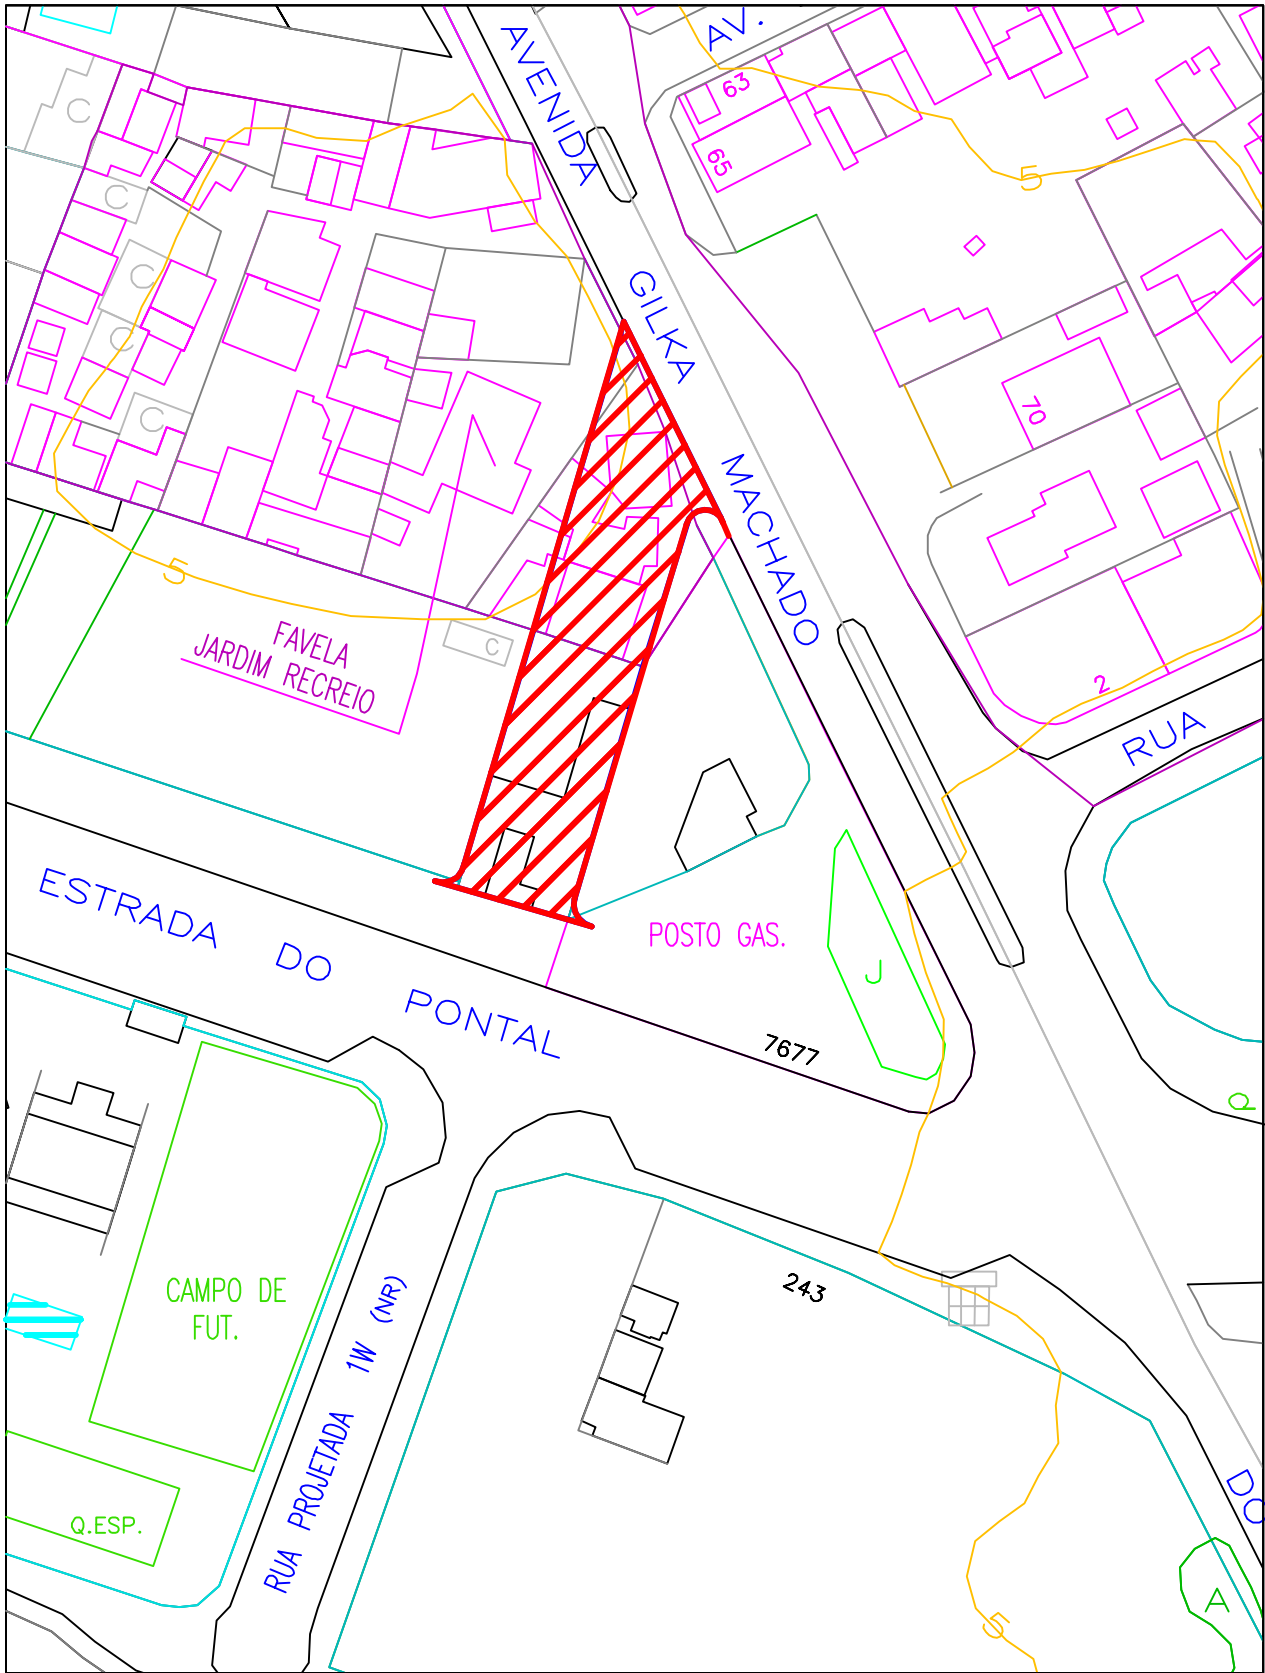 AV.
AVENIDA GILKA MACHADO
63
65
C
C
C
C
C
5
70
5
FAVELA
JARDIM RECREIO
C
2
RUA
ESTRADA DO PONTAL
POSTO GAS.
J
7677
d
CAMPO DE
FUT.
243
RUA PROJETADA 1W (NR)
Q.ESP.
DO
A
5